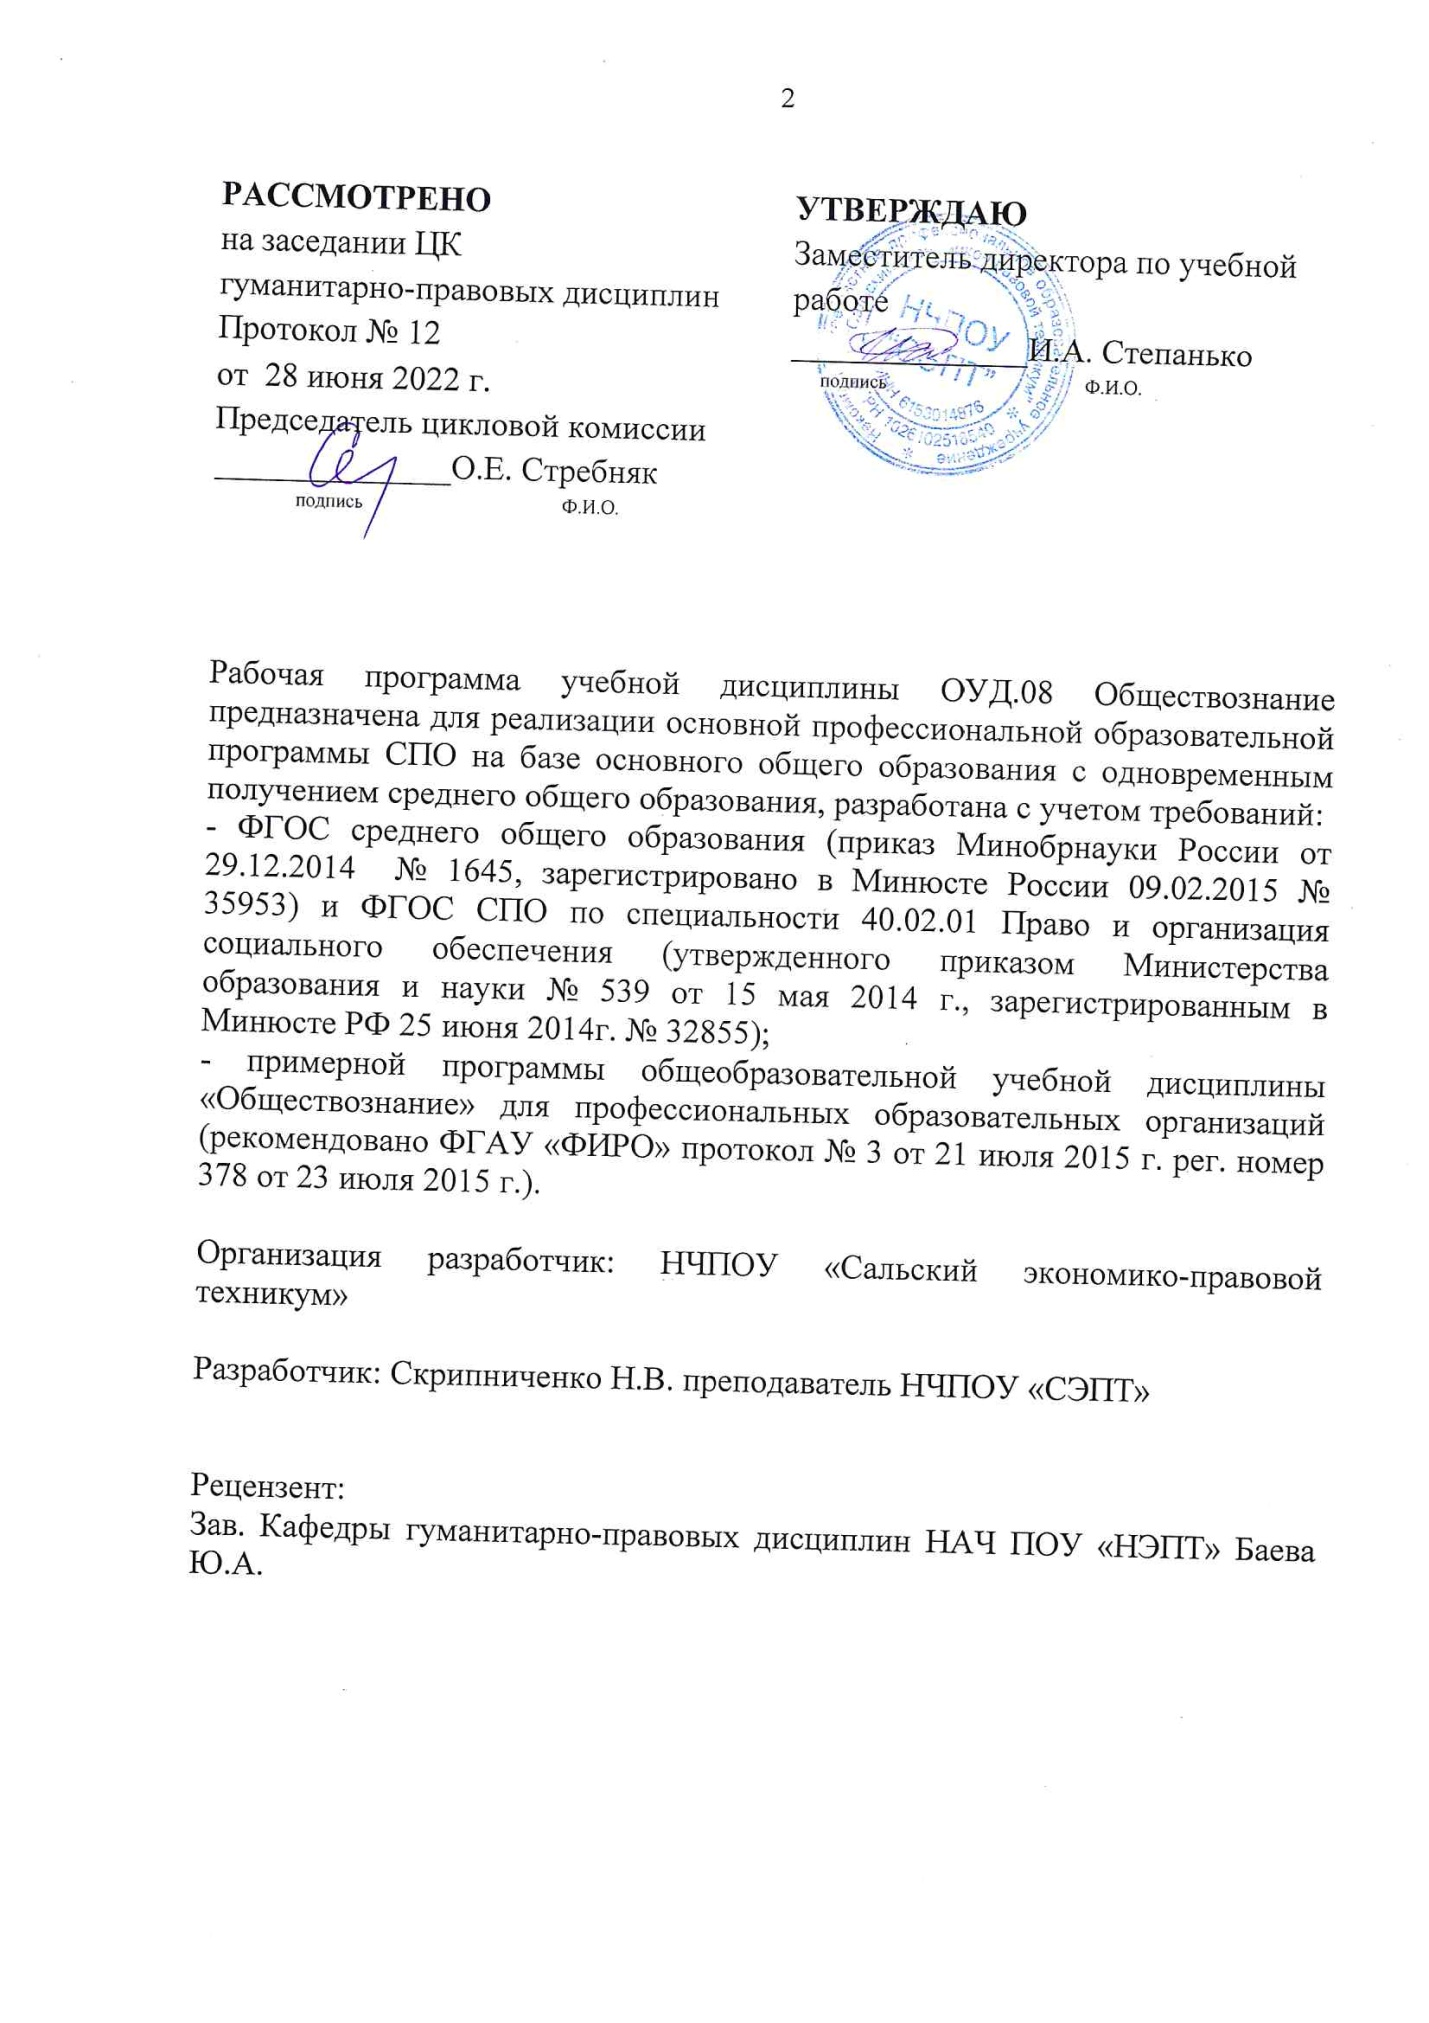 2
РАССМОТРЕНО
на заседании ЦК
гуманитарно-правовых дисциплин
Протокол № 12
от 28 июня 2022 г.
Председатель цикловой комиссии
О.Е. Стребняк
подпись Ф.И.О.
УТВЕРЖДАЮ
Заместитель директора по учебной
работе
И.А. Степанько
подпись Ф.И.О.
НЧПОУ
Рабочая программа учебной дисциплины ОУД.08 Обществознание
предназначена для реализации основной профессиональной образовательной
программы СПО на базе основного общего образования с одновременным
получением среднего общего образования, разработана с учетом требований:
- ФГОС среднего общего образования (приказ Минобрнауки России от
29.12.2014 № 1645, зарегистрировано в Минюсте России 09.02.2015 №
35953) и ФГОС СПО по специальности 40.02.01 Право и организация
социального обеспечения (утвержденного приказом Министерства
образования и науки № 539 от 15 мая 2014 г., зарегистрированным в
Минюсте РФ 25 июня 2014г. № 32855);
- примерной программы общеобразовательной учебной дисциплины
«Обществознание» для профессиональных образовательных организаций
(рекомендовано ФГАУ «ФИРО» протокол № 3 от 21 июля 2015 г. рег. номер
378 от 23 июля 2015 г.).
Организация разработчик: НЧПОУ «Сальский экономико-правовой
техникум»
Разработчик: Скрипниченко Н.В. преподаватель НЧПОУ «СЭПТ»
Рецензент:
Зав. Кафедры гуманитарно-правовых дисциплин НАЧ ПОУ «НЭПТ» Баева
Ю.А.